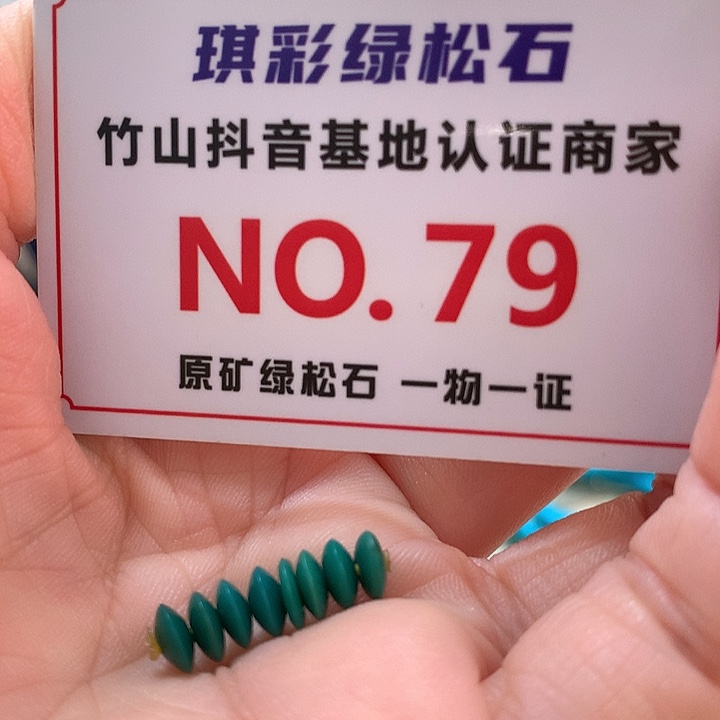 琪彩绿松石
竹山抖音基地认证商家
NO. 79
原矿绿松石 一物一证